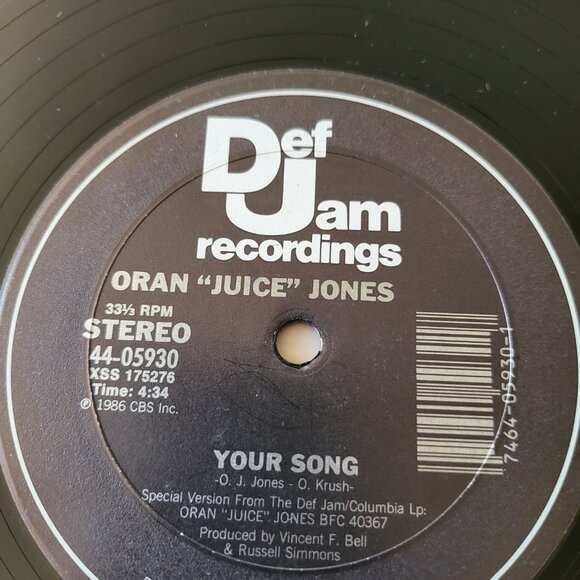 Def
Jam
recordings
ORAN "JUICE" JONES
33⅓ RPM
STEREO
44-05930
XSS 175276
Time: 4:34
℗ 1986 CBS Inc.
7464-05930-1
YOUR SONG
-O. J. Jones - O. Krush-
Special Version From The Def Jam/Columbia Lp:
ORAN "JUICE" JONES BFC 40367
Produced by Vincent F. Bell
& Russell Simmons